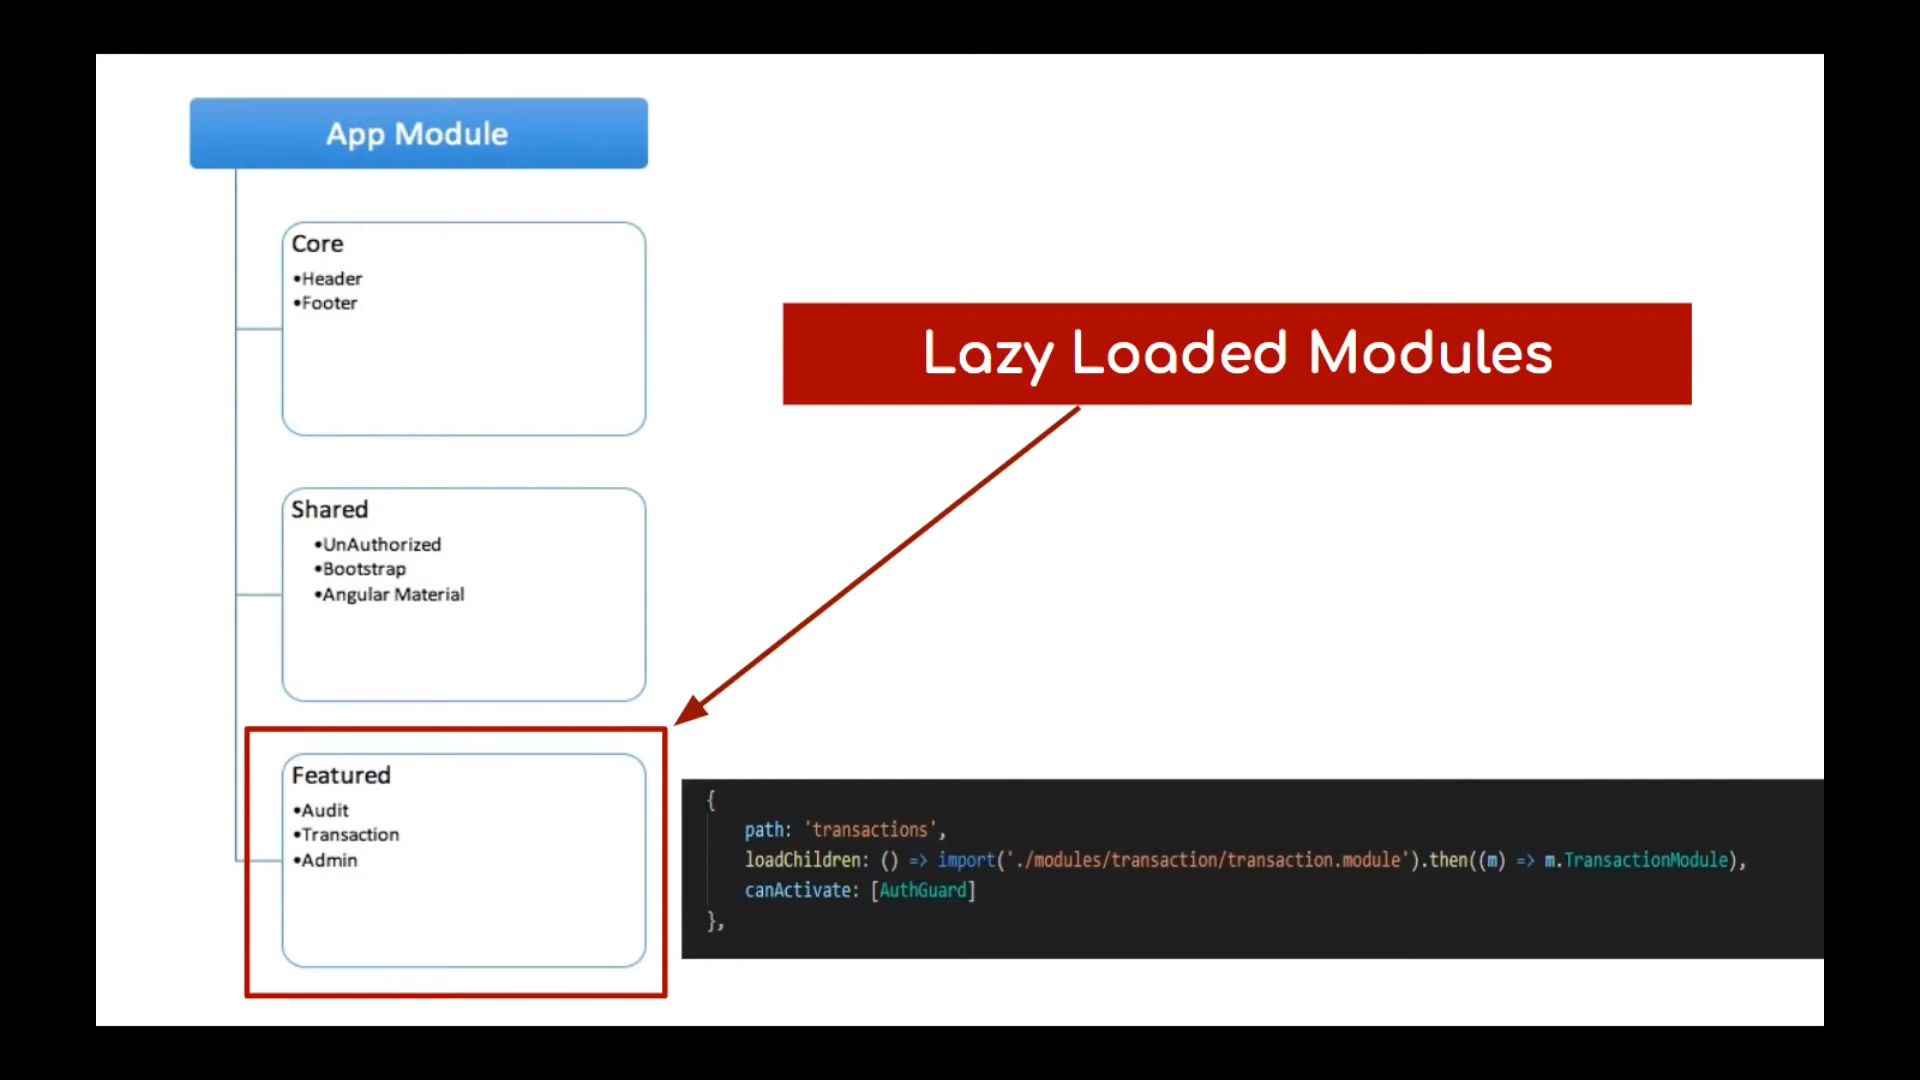 App Module
Core
•Header
•Footer
Lazy Loaded Modules
Shared
•UnAuthorized
•Bootstrap
•Angular Material
Featured
•Audit
•Transaction
•Admin
{
path: 'transactions',
loadChildren: () => import('./modules/transaction/transaction.module').then((m) => m.TransactionModule),
canActivate: [AuthGuard]
},